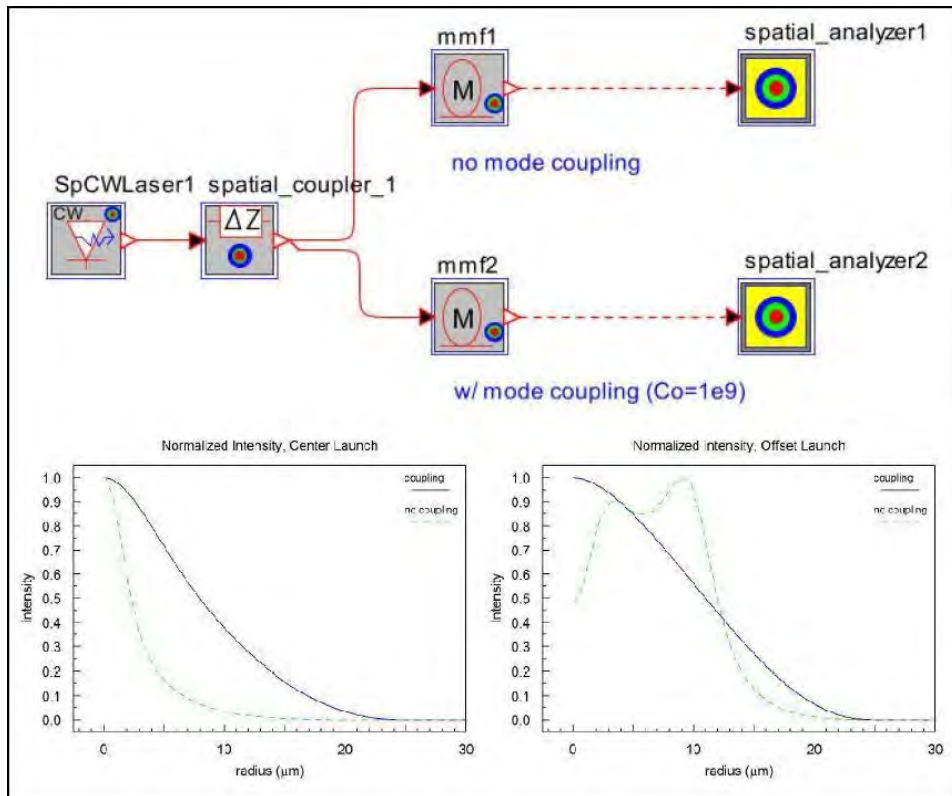 mmf1
spatial_analyzer1
M
no mode coupling
SpCWLaser1
spatial_coupler_1
CW
ΔZ
mmf2
spatial_analyzer2
M
w/ mode coupling (Co=1e9)
Normalized Intensity, Center Launch
coupling
no coupling
1.0
0.9
0.8
0.7
0.6
0.5
0.4
0.3
0.2
0.1
0.0
Intensity
0
10
20
30
radius (μm)
Normalized Intensity, Offset Launch
coupling
no coupling
1.0
0.9
0.8
0.7
0.6
0.5
0.4
0.3
0.2
0.1
0.0
Intensity
0
10
20
30
radius (μm)